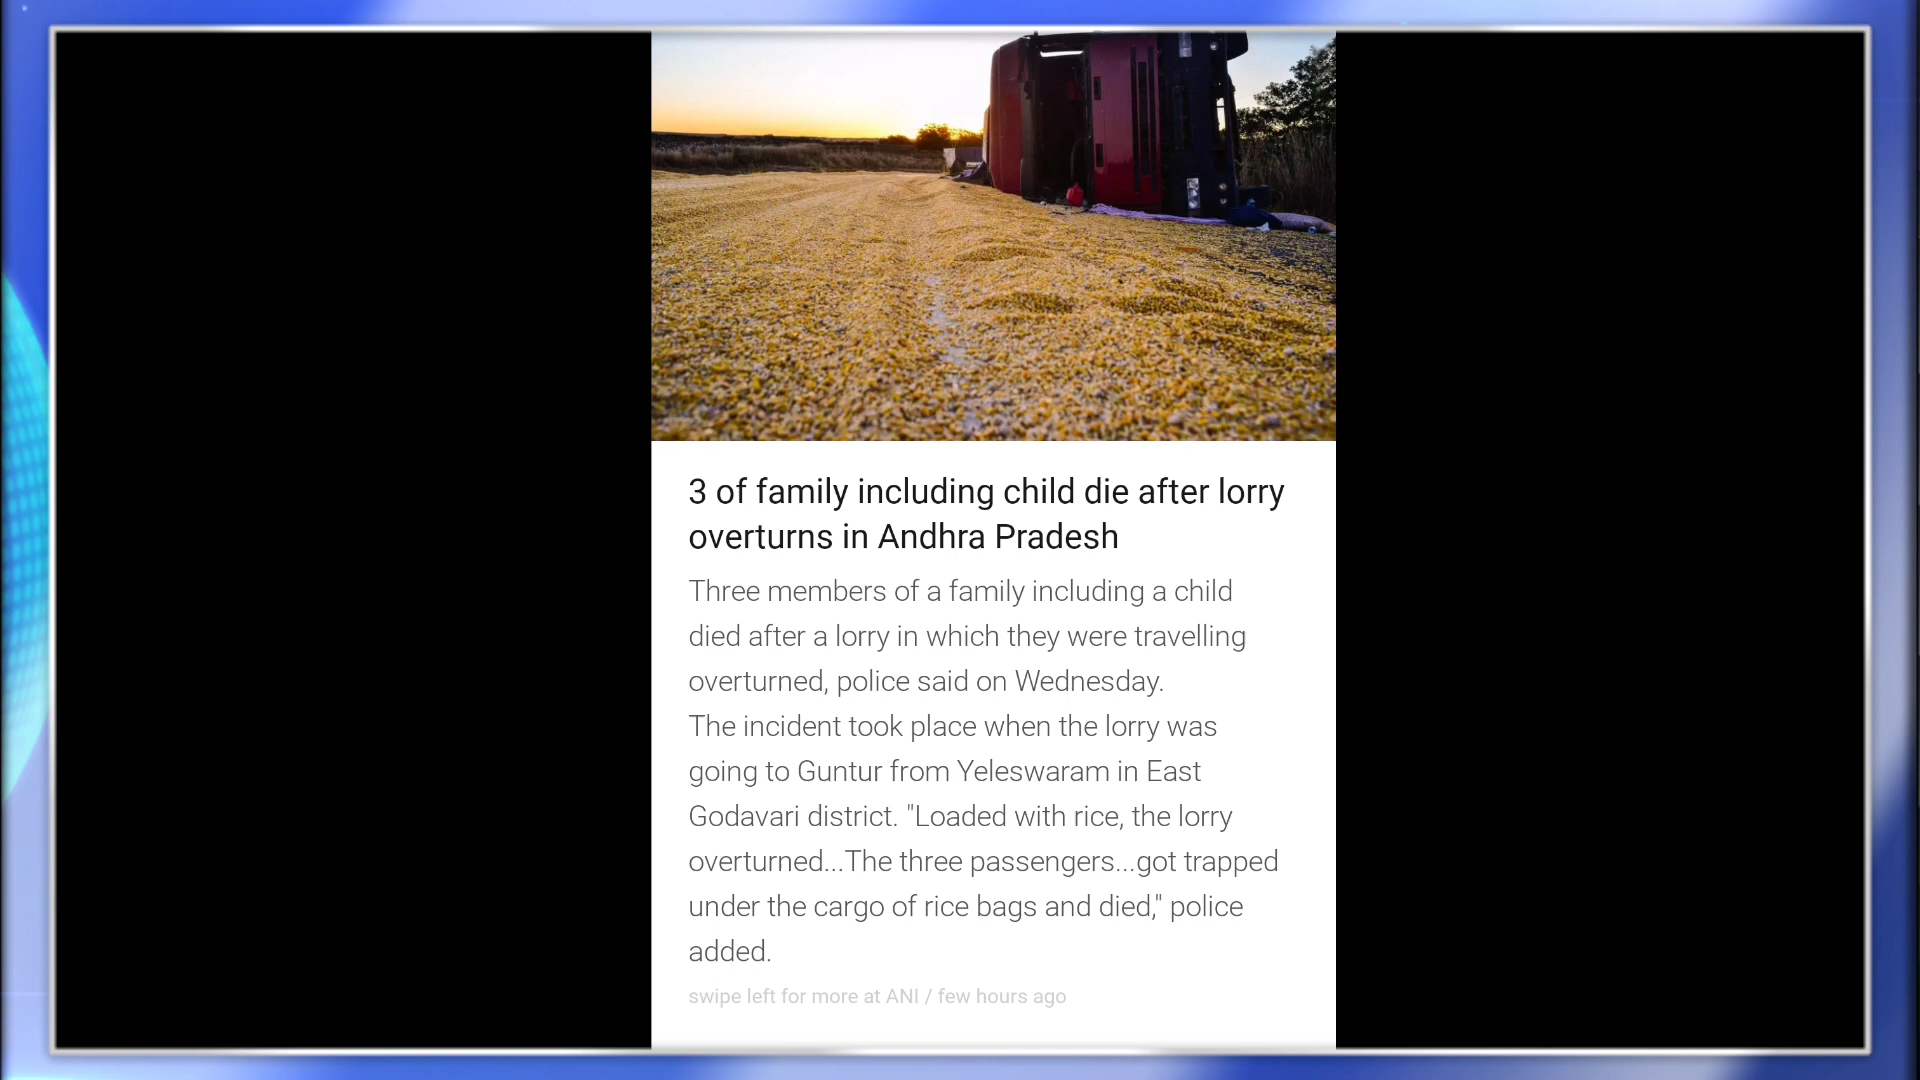 3 of family including child die after lorry
overturns in Andhra Pradesh
Three members of a family including a child
died after a lorry in which they were travelling
overturned, police said on Wednesday.
The incident took place when the lorry was
going to Guntur from Yeleswaram in East
Godavari district. "Loaded with rice, the lorry
overturned...The three passengers...got trapped
under the cargo of rice bags and died," police
added.
swipe left for more at ANI / few hours ago